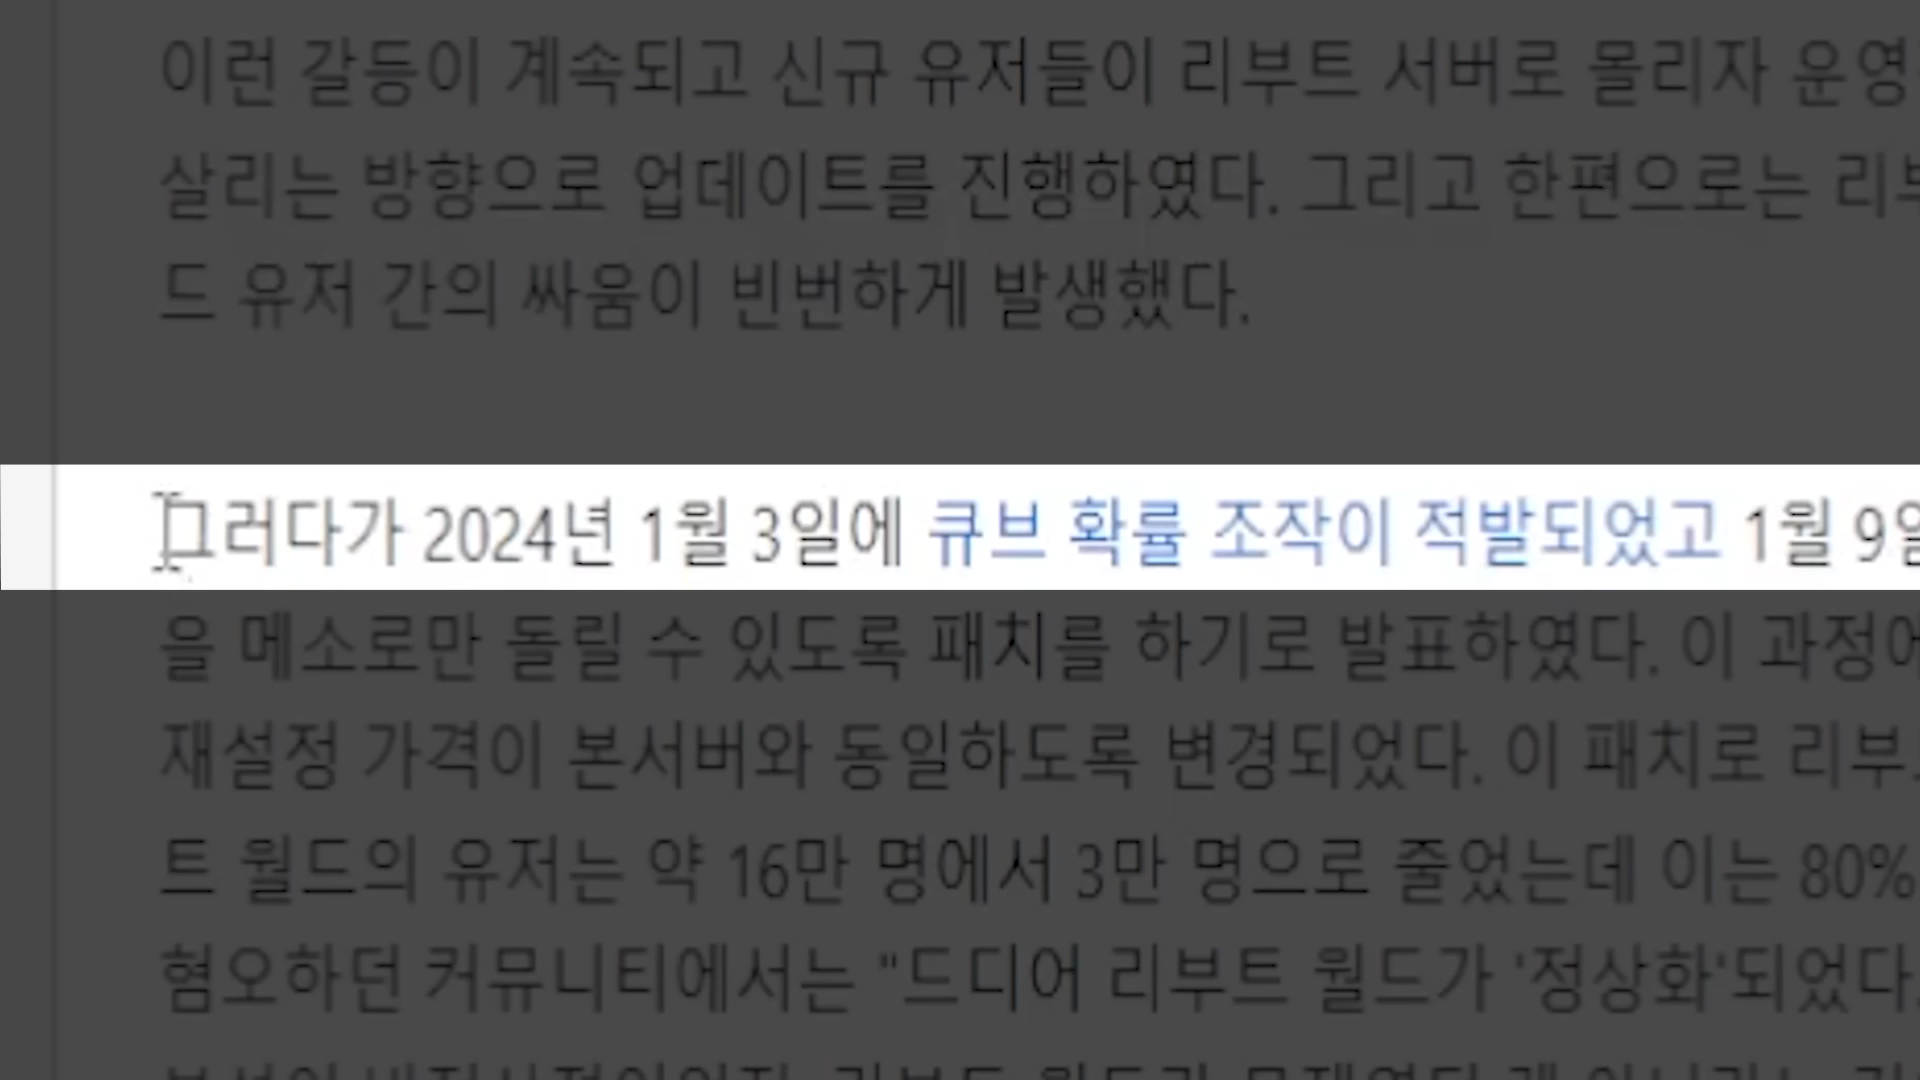 이런 갈등이 계속되고 신규 유저들이 리부트 서버로 몰리자 운영
살리는 방향으로 업데이트를 진행하였다. 그리고 한편으로는 리부
드 유저 간의 싸움이 빈번하게 발생했다.
그러다가 2024년 1월 3일에 큐브 확률 조작이 적발되었고 1월 9일
을 메소로만 돌릴 수 있도록 패치를 하기로 발표하였다. 이 과정에
재설정 가격이 본서버와 동일하도록 변경되었다. 이 패치로 리부
트 월드의 유저는 약 16만 명에서 3만 명으로 줄었는데 이는 80%
혐오하던 커뮤니티에서는 "드디어 리부트 월드가 '정상화'되었다.